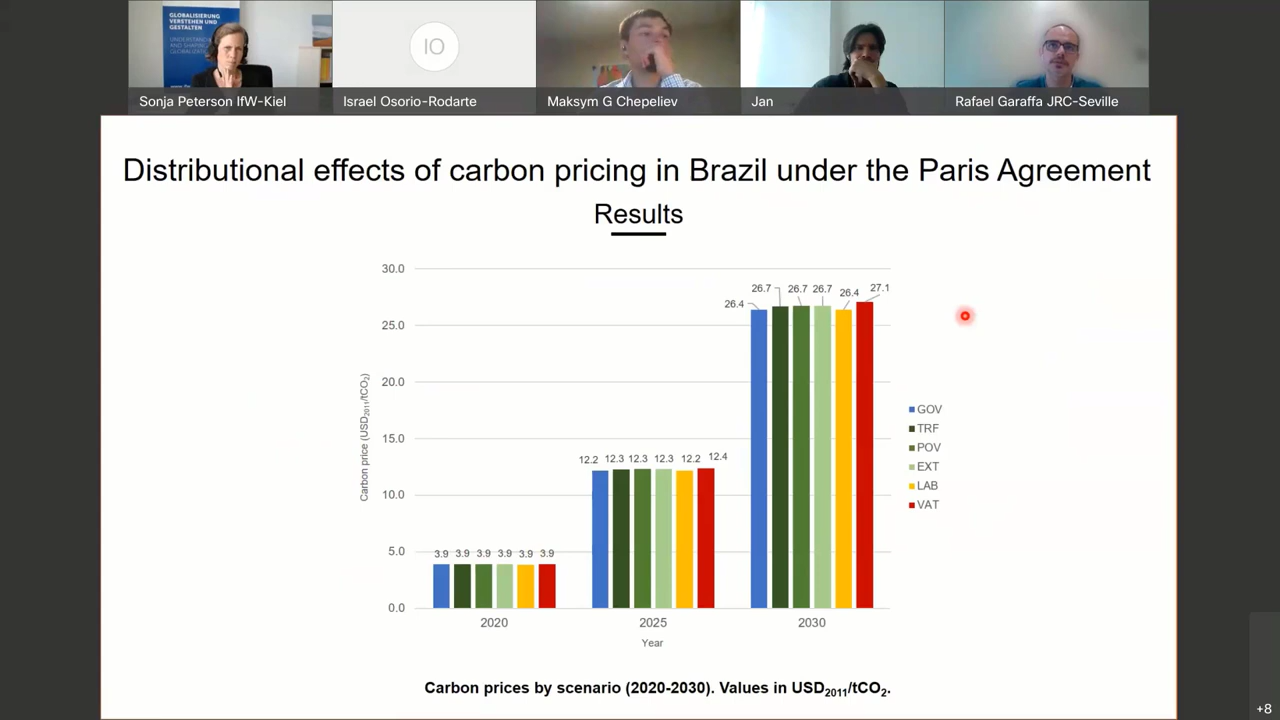 GLOBALISIERUNG
VERSTEHEN UND
GESTALTEN
IO
Sonja Peterson IfW-Kiel
Israel Osorio-Rodarte
Maksym G Chepeliev
Jan
Rafael Garaffa JRC-Seville
Distributional effects of carbon pricing in Brazil under the Paris Agreement
Results
30.0
25.0
20.0
15.0
10.0
5.0
0.0
Carbon price (USD2011/tCO2)
3.9 3.9 3.9 3.9 3.9 3.9
12.2 12.3 12.3 12.3 12.2 12.4
26.4 26.7 26.7 26.7 26.4 27.1
2020 2025 2030
Year
GOV
TRF
POV
EXT
LAB
VAT
Carbon prices by scenario (2020-2030). Values in USD2011/tCO2.
+8